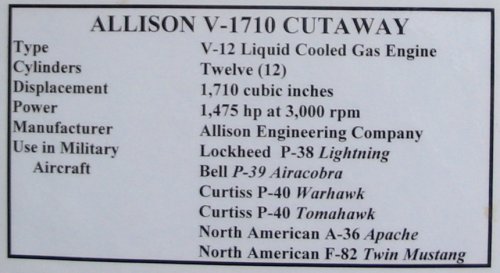 ALLISON V-1710 CUTAWAY
Type V-12 Liquid Cooled Gas Engine
Cylinders Twelve (12)
Displacement 1,710 cubic inches
Power 1,475 hp at 3,000 rpm
Manufacturer Allison Engineering Company
Use in Military Lockheed P-38 Lightning
Aircraft Bell P-39 Airacobra
Curtiss P-40 Warhawk
Curtiss P-40 Tomahawk
North American A-36 Apache
North American F-82 Twin Mustang